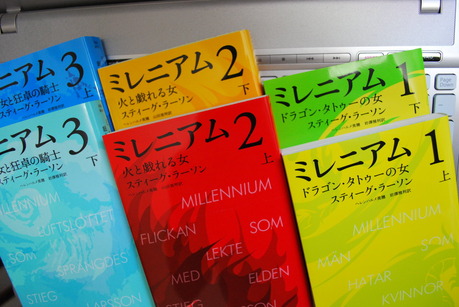 ミレニアム3上
女と狂卓の騎士
スティーグ・ラーソン
ミレニアム2下
火と戯れる女
スティーグ・ラーソン
ミレニアム1下
ドラゴン・タトゥーの女
スティーグ・ラーソン
ミレニアム3下
女と狂卓の騎士
スティーグ・ラーソン
MILLENNIUM
LUFTSLOTTET
SOM
SPRÄNGDES
STIEG
LARSSON
ミレニアム2上
火と戯れる女
スティーグ・ラーソン
MILLENNIUM
FLICKAN
SOM
LEKTE
MED
ELDEN
STIEG
ミレニアム1上
ドラゴン・タトゥーの女
スティーグ・ラーソン
MILLENNIUM
MÄN
SOM
HATAR
KVINNOR